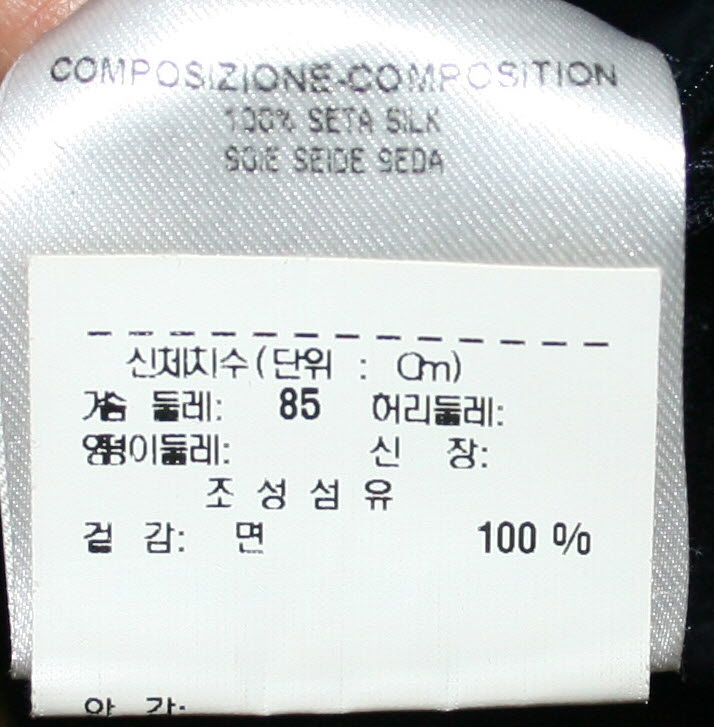 COMPOSIZIONE-COMPOSITION
100% SETA SILK
SOIE SEIDE SEDA
신체치수(단위 : Cm)
가슴 둘레: 85 허리둘레:
엉덩이둘레: 신 장:
조 성 섬 유
겉 감: 면 100 %
안 감: